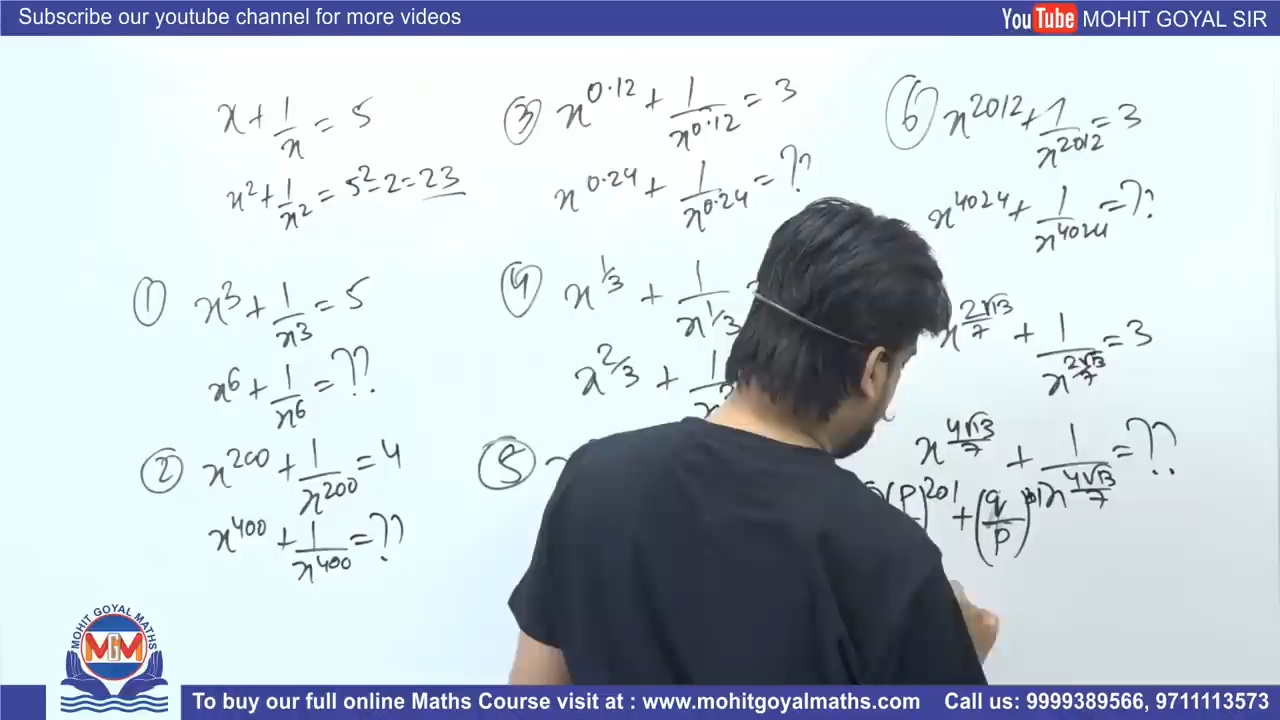 Subscribe our youtube channel for more videos
YouTube MOHIT GOYAL SIR
x + 1/x = 5
x² + 1/x² = 5² - 2 = 23
① x³ + 1/x³ = 5
x⁶ + 1/x⁶ = ??
② x²⁰⁰ + 1/x²⁰⁰ = 4
x⁴⁰⁰ + 1/x⁴⁰⁰ = ??
③ x^0.12 + 1/x^0.12 = 3
x^0.24 + 1/x^0.24 = ??
④ x^1/3 + 1/x^1/3
x^2/3 + 1/x
⑤
⑥ x²⁰¹² + 1/x²⁰¹² = 3
x⁴⁰²⁴ + 1/x⁴⁰²⁴ = ??
x^(2√13/7) + 1/x^(2√13/7) = 3
x^(4√13/7) + 1/x^(4√13/7) = ??
(p)^201 + (q/p)
MOHIT GOYAL MATHS
MGM
To buy our full online Maths Course visit at : www.mohitgoyalmaths.com Call us: 9999389566, 9711113573